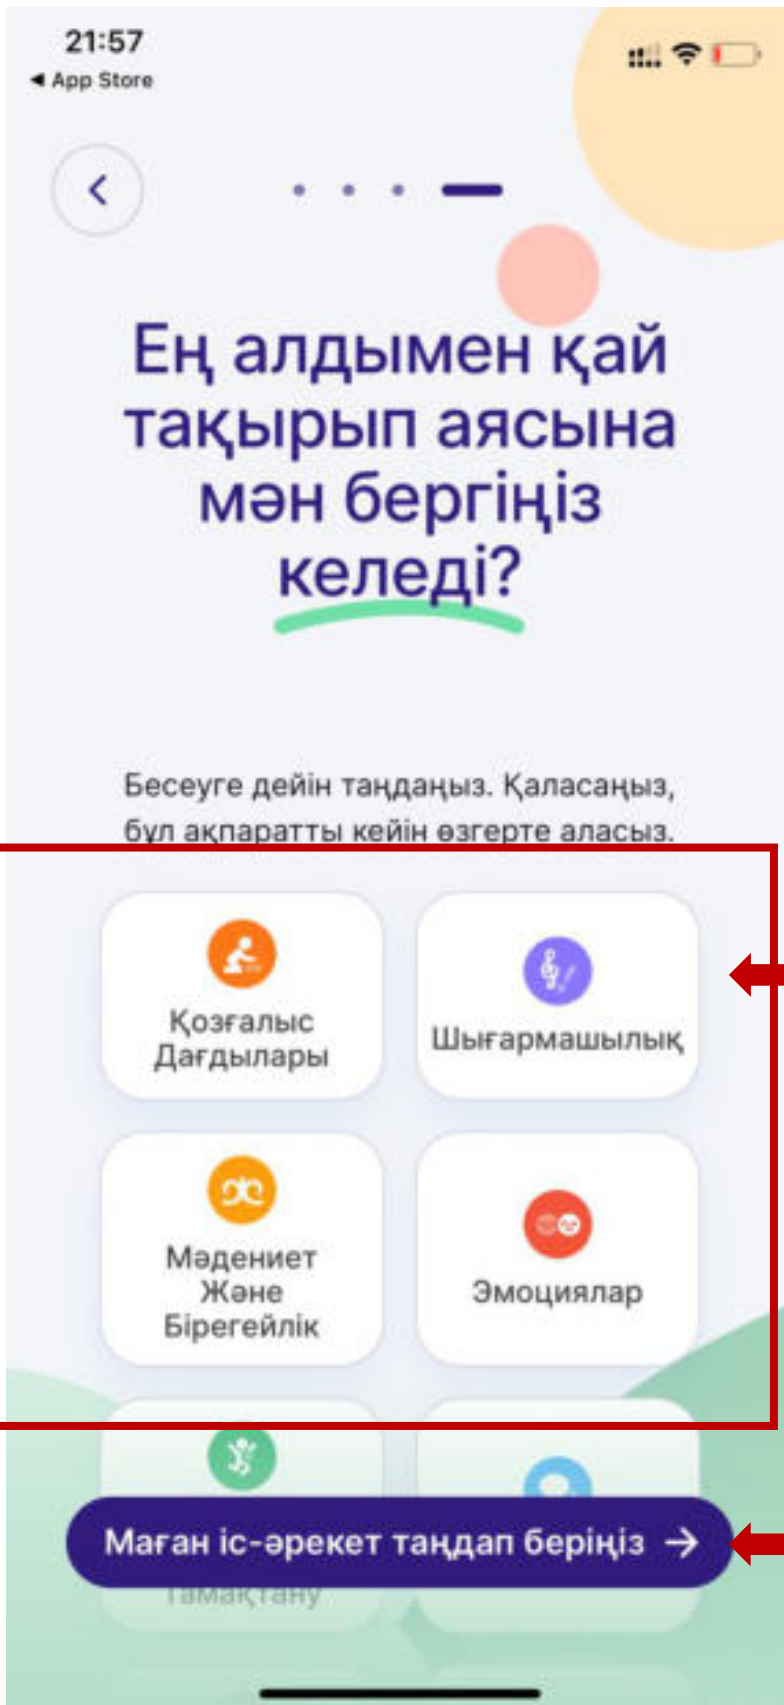 21:57
◀ App Store
Ең алдымен қай
тақырып аясына
мән бергіңіз
келеді?
Бесеуге дейін таңдаңыз. Қаласаңыз,
бұл ақпаратты кейін өзгерте аласыз.
Қозғалыс
Дағдылары
Шығармашылық
Мәдениет
Және
Бірегейлік
Эмоциялар
Маған іс-әрекет таңдап беріңіз →
Тамақтану